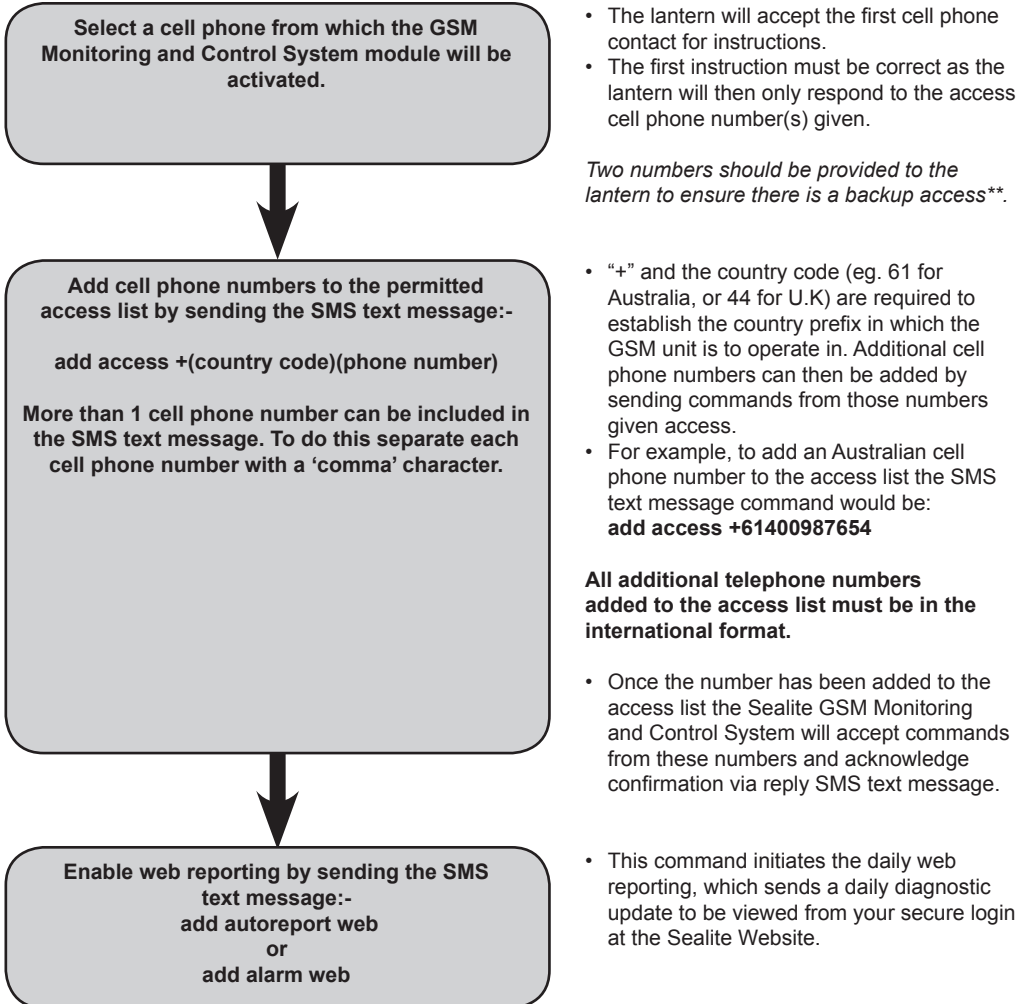 Select a cell phone from which the GSM
Monitoring and Control System module will be
activated.
• The lantern will accept the first cell phone
contact for instructions.
• The first instruction must be correct as the
lantern will then only respond to the access
cell phone number(s) given.
Two numbers should be provided to the
lantern to ensure there is a backup access**.
Add cell phone numbers to the permitted
access list by sending the SMS text message:-
add access +(country code)(phone number)
More than 1 cell phone number can be included in
the SMS text message. To do this separate each
cell phone number with a ‘comma’ character.
• “+” and the country code (eg. 61 for
Australia, or 44 for U.K) are required to
establish the country prefix in which the
GSM unit is to operate in. Additional cell
phone numbers can then be added by
sending commands from those numbers
given access.
• For example, to add an Australian cell
phone number to the access list the SMS
text message command would be:
add access +61400987654
All additional telephone numbers
added to the access list must be in the
international format.
• Once the number has been added to the
access list the Sealite GSM Monitoring
and Control System will accept commands
from these numbers and acknowledge
confirmation via reply SMS text message.
Enable web reporting by sending the SMS
text message:-
add autoreport web
or
add alarm web
• This command initiates the daily web
reporting, which sends a daily diagnostic
update to be viewed from your secure login
at the Sealite Website.